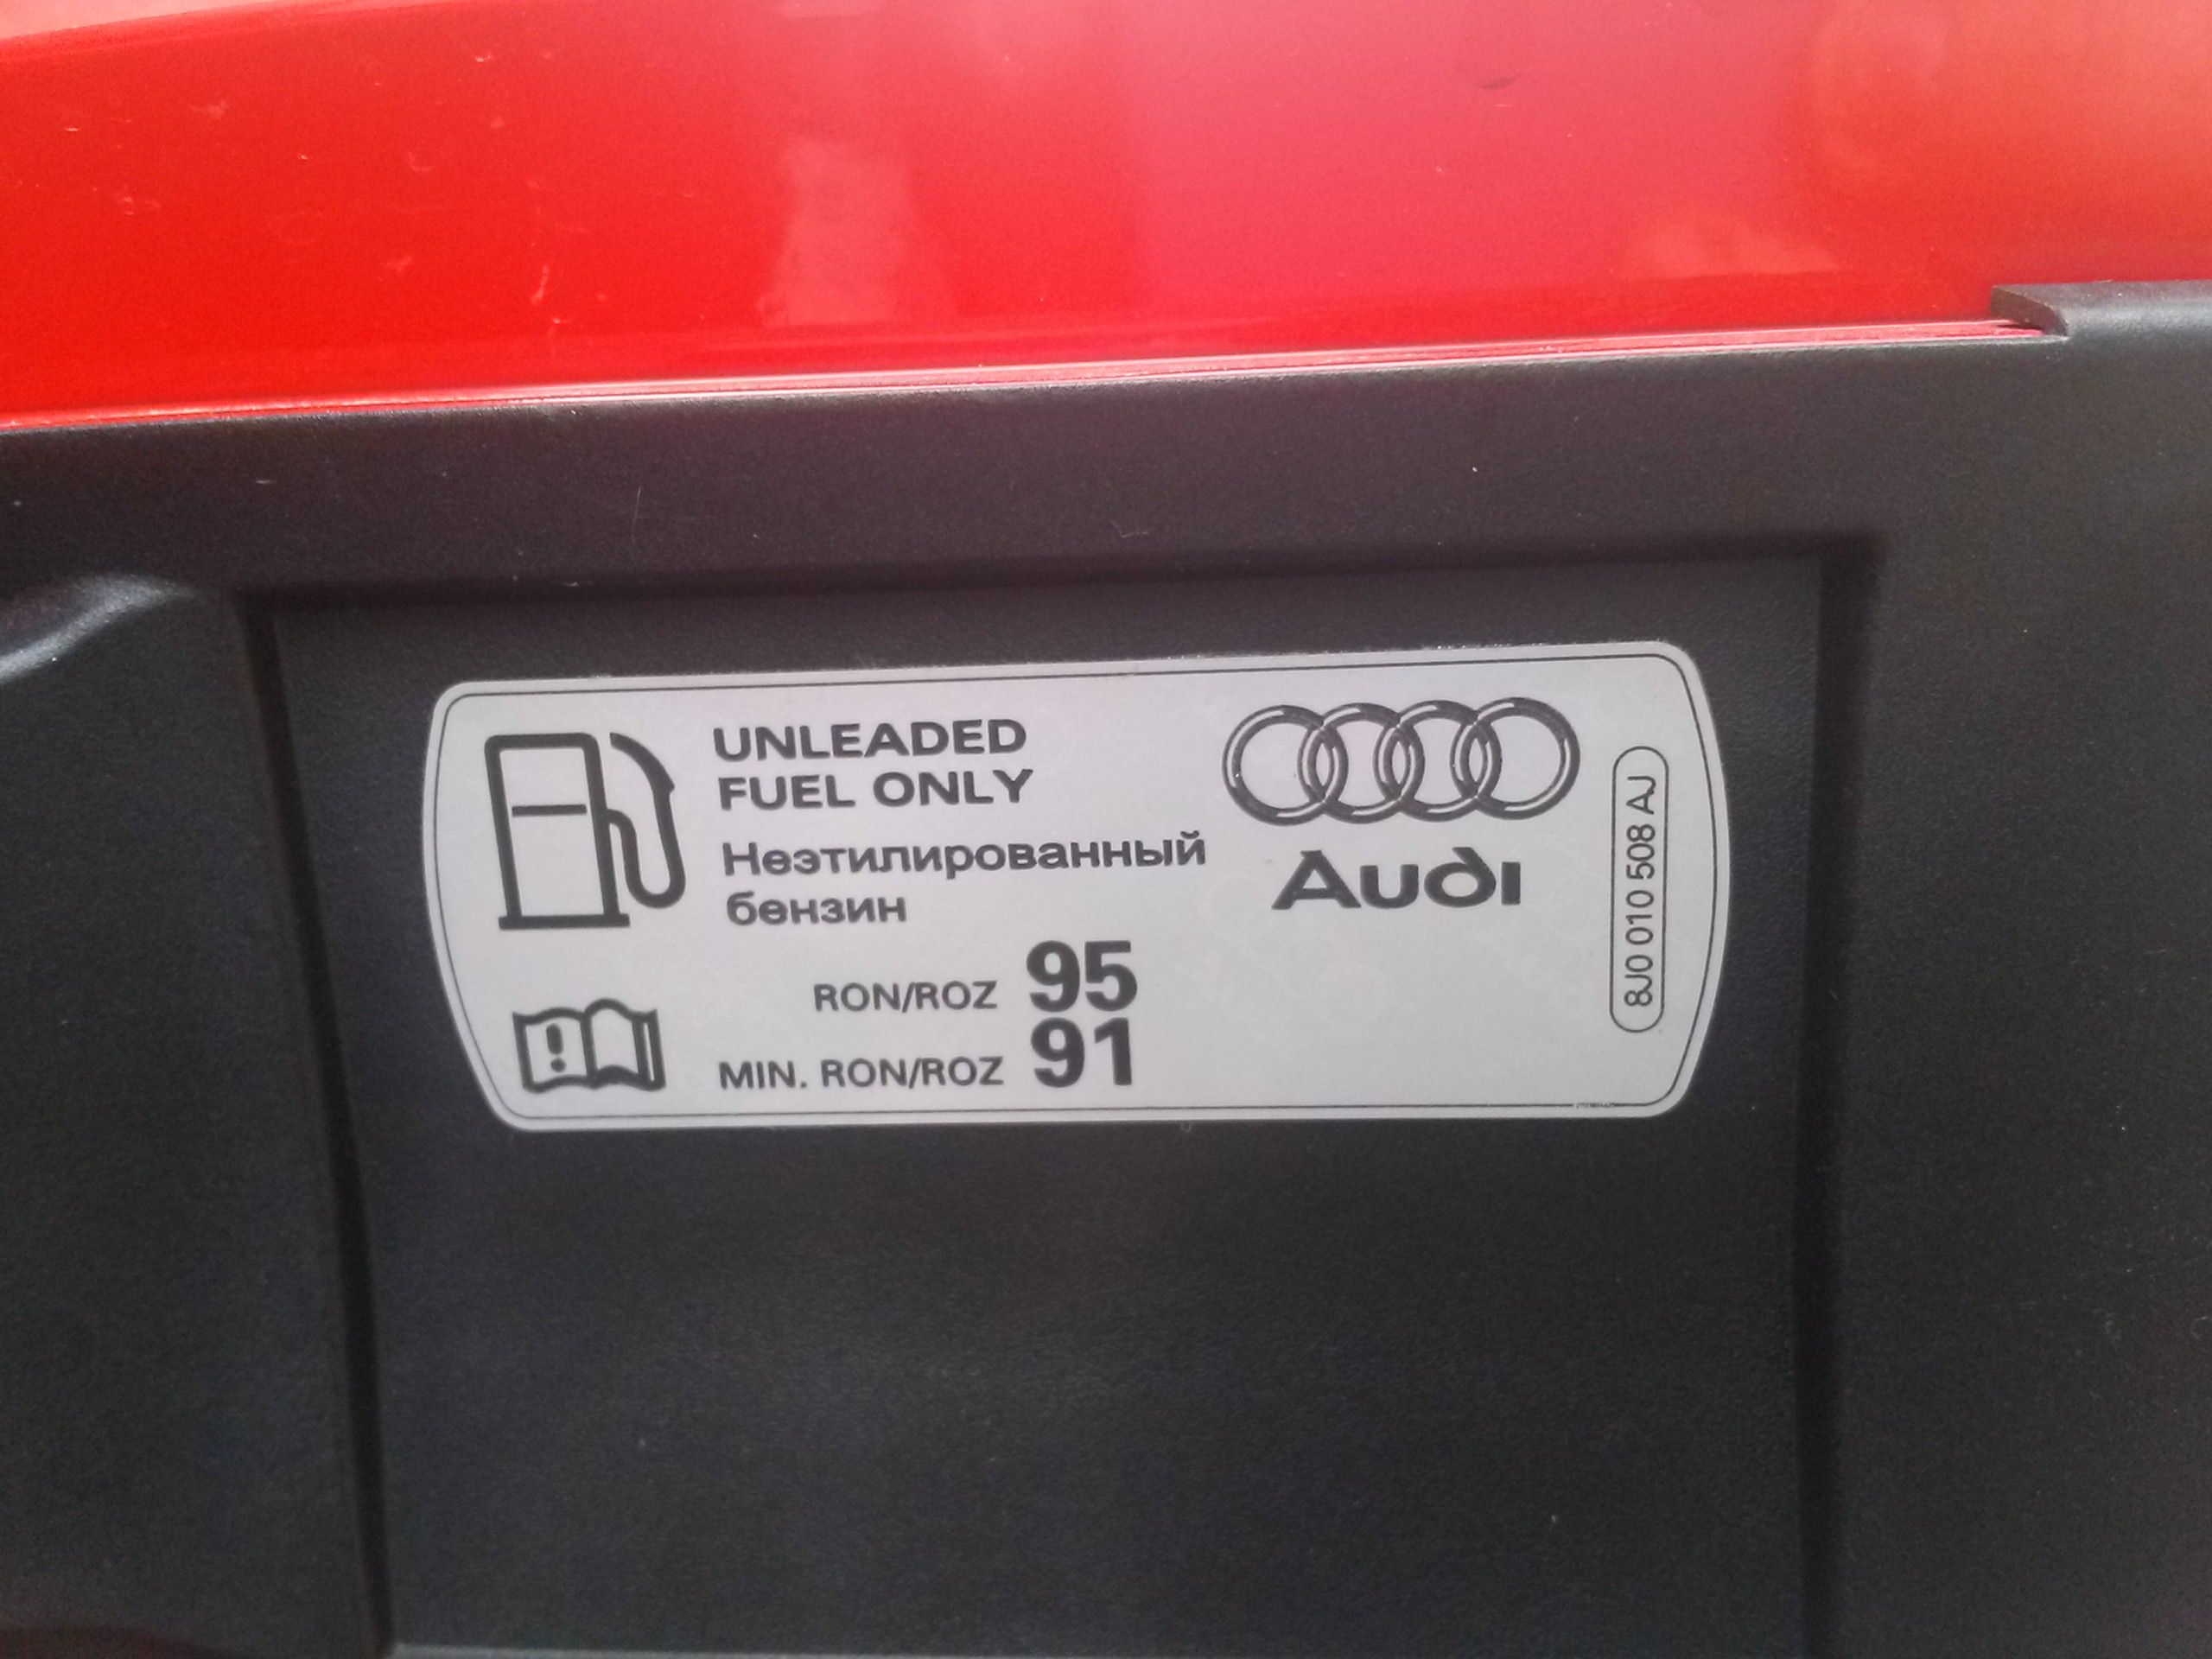 UNLEADED
FUEL ONLY
Неэтилированный
бензин
RON/ROZ 95
MIN. RON/ROZ 91
Audi
8J0 010 508 AJ